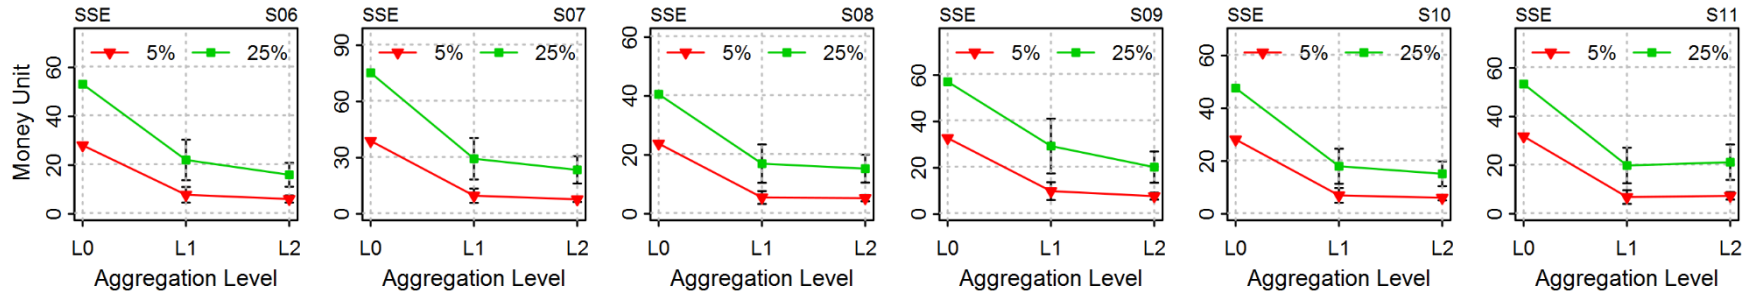 SSE S06
5% 25%
Money Unit
0 20 40 60
L0 L1 L2
Aggregation Level
SSE S07
5% 25%
0 30 60 90
L0 L1 L2
Aggregation Level
SSE S08
5% 25%
0 20 40 60
L0 L1 L2
Aggregation Level
SSE S09
5% 25%
0 20 40 60
L0 L1 L2
Aggregation Level
SSE S10
5% 25%
0 20 40 60
L0 L1 L2
Aggregation Level
SSE S11
5% 25%
0 20 40 60
L0 L1 L2
Aggregation Level